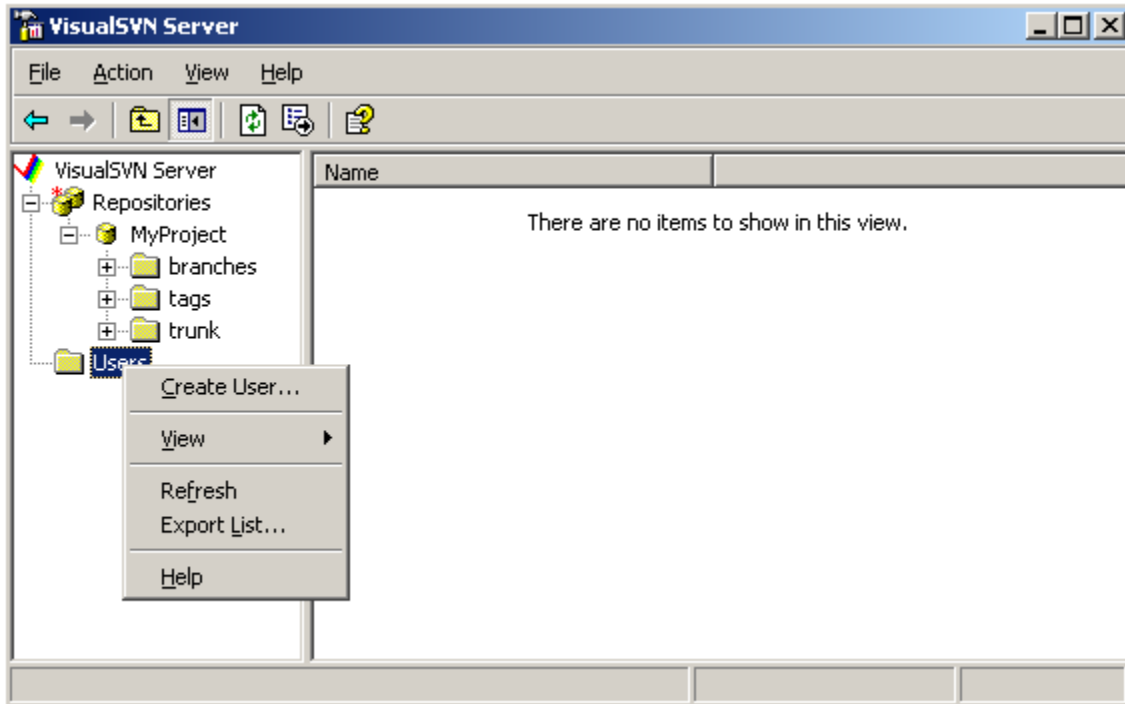 VisualSVN Server
File Action View Help
VisualSVN Server
Name
Repositories
There are no items to show in this view.
MyProject
branches
tags
trunk
Users
Create User...
View
Refresh
Export List...
Help